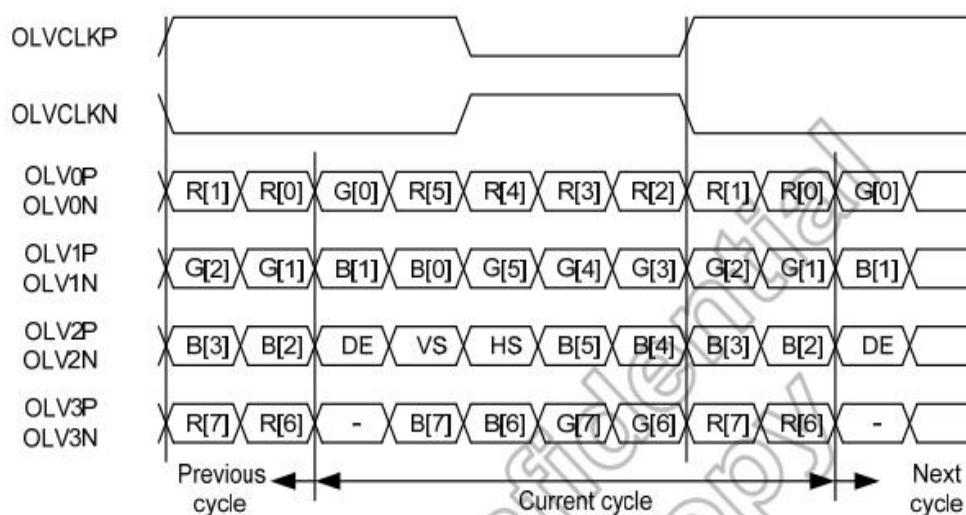 OLVCLKP
OLVCLKN
OLV0P
OLV0N
R[1] R[0] G[0] R[5] R[4] R[3] R[2] R[1] R[0] G[0]
OLV1P
OLV1N
G[2] G[1] B[1] B[0] G[5] G[4] G[3] G[2] G[1] B[1]
OLV2P
OLV2N
B[3] B[2] DE VS HS B[5] B[4] B[3] B[2] DE
OLV3P
OLV3N
R[7] R[6] - B[7] B[6] G[7] G[6] R[7] R[6] -
Previous
cycle
Current cycle
Next
cycle
fidential
opy